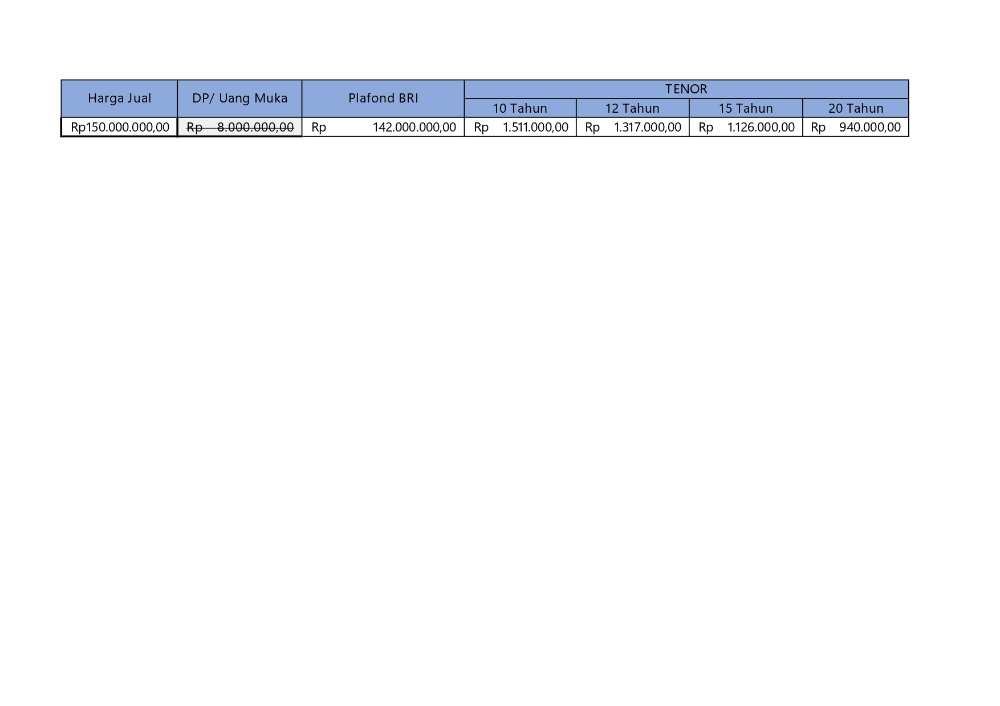 Harga Jual DP/ Uang Muka Plafond BRI TENOR
10 Tahun 12 Tahun 15 Tahun 20 Tahun
Rp150.000.000,00 Rp 8.000.000,00 Rp 142.000.000,00 Rp 1.511.000,00 Rp 1.317.000,00 Rp 1.126.000,00 Rp 940.000,00